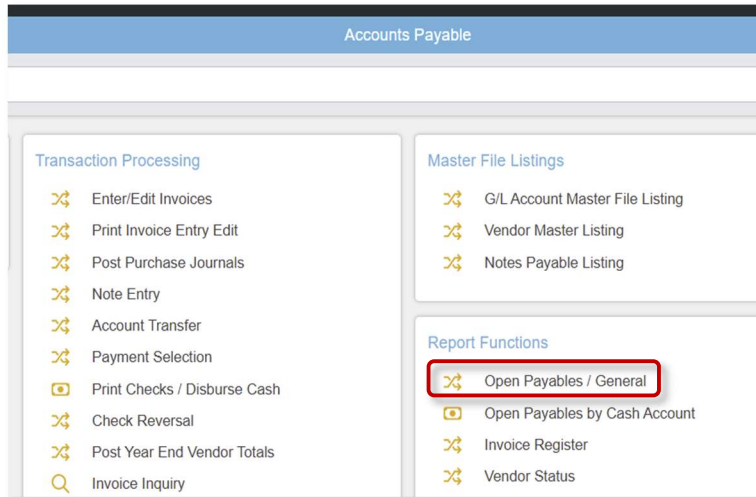 Accounts Payable
Transaction Processing
Enter/Edit Invoices
Print Invoice Entry Edit
Post Purchase Journals
Note Entry
Account Transfer
Payment Selection
Print Checks / Disburse Cash
Check Reversal
Post Year End Vendor Totals
Invoice Inquiry
Master File Listings
G/L Account Master File Listing
Vendor Master Listing
Notes Payable Listing
Report Functions
Open Payables / General
Open Payables by Cash Account
Invoice Register
Vendor Status